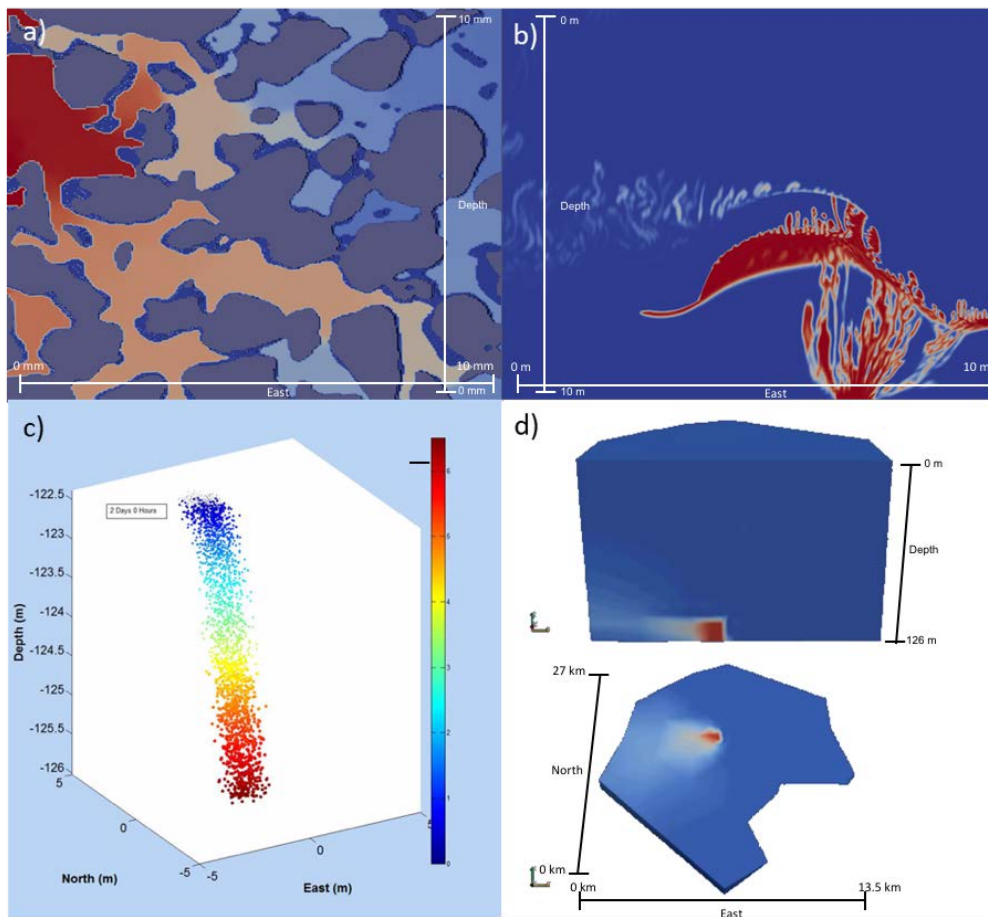 a)
10 mm
Depth
0 mm
10 mm
0 mm
East
b)
0 m
Depth
0 m
10 m
10 m
East
c)
2 Days 0 Hours
-122.5
-123
-123.5
-124
-124.5
-125
-125.5
-126
Depth (m)
5
0
-5
North (m)
-5
0
5
East (m)
6
5
4
3
2
1
0
d)
0 m
Depth
126 m
27 km
North
0 km
0 km
13.5 km
East